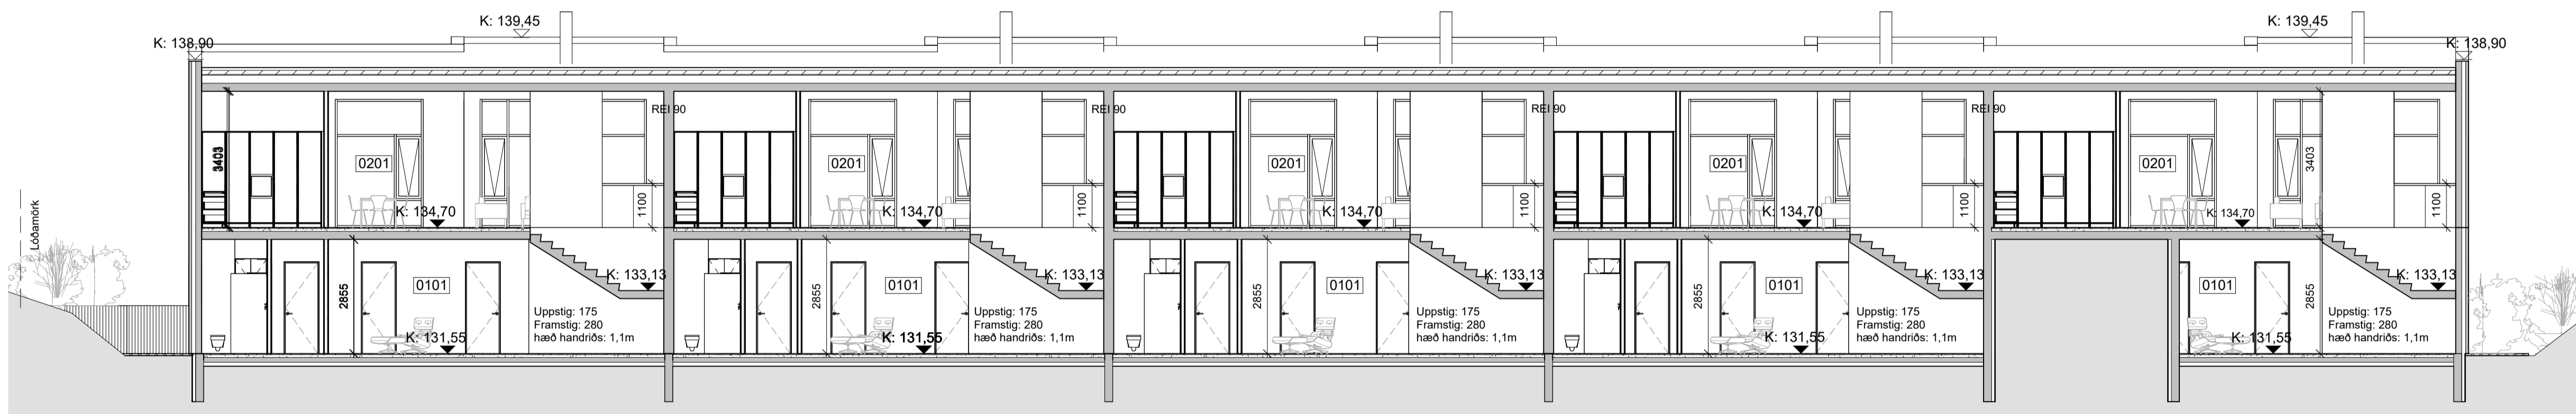 K: 139,45
K: 139,45
K: 138,90
K: 138,90
REI 90
REI 90
REI 90
REI 90
3403
0201
0201
0201
0201
0201
3403
1100
1100
1100
1100
1100
Lóðamörk
K: 134,70
K: 134,70
K: 134,70
K: 134,70
K: 134,70
K: 133,13
K: 133,13
K: 133,13
K: 133,13
K: 133,13
2855
0101
2855
0101
2855
0101
2855
0101
0101
2855
Uppstig: 175
Framstig: 280
hæð handriðs: 1,1m
Uppstig: 175
Framstig: 280
hæð handriðs: 1,1m
Uppstig: 175
Framstig: 280
hæð handriðs: 1,1m
Uppstig: 175
Framstig: 280
hæð handriðs: 1,1m
Uppstig: 175
Framstig: 280
hæð handriðs: 1,1m
K: 131,55
K: 131,55
K: 131,55
K: 131,55
K: 131,55